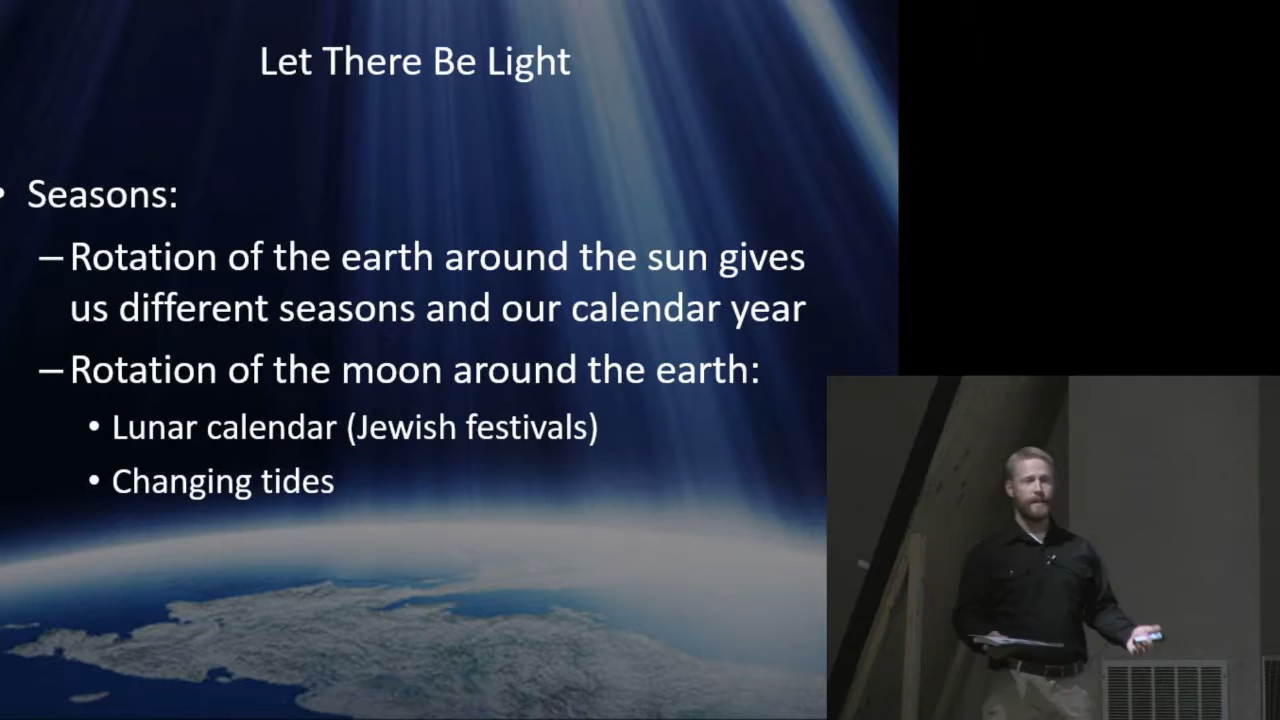 Let There Be Light
• Seasons:
– Rotation of the earth around the sun gives
us different seasons and our calendar year
– Rotation of the moon around the earth:
• Lunar calendar (Jewish festivals)
• Changing tides